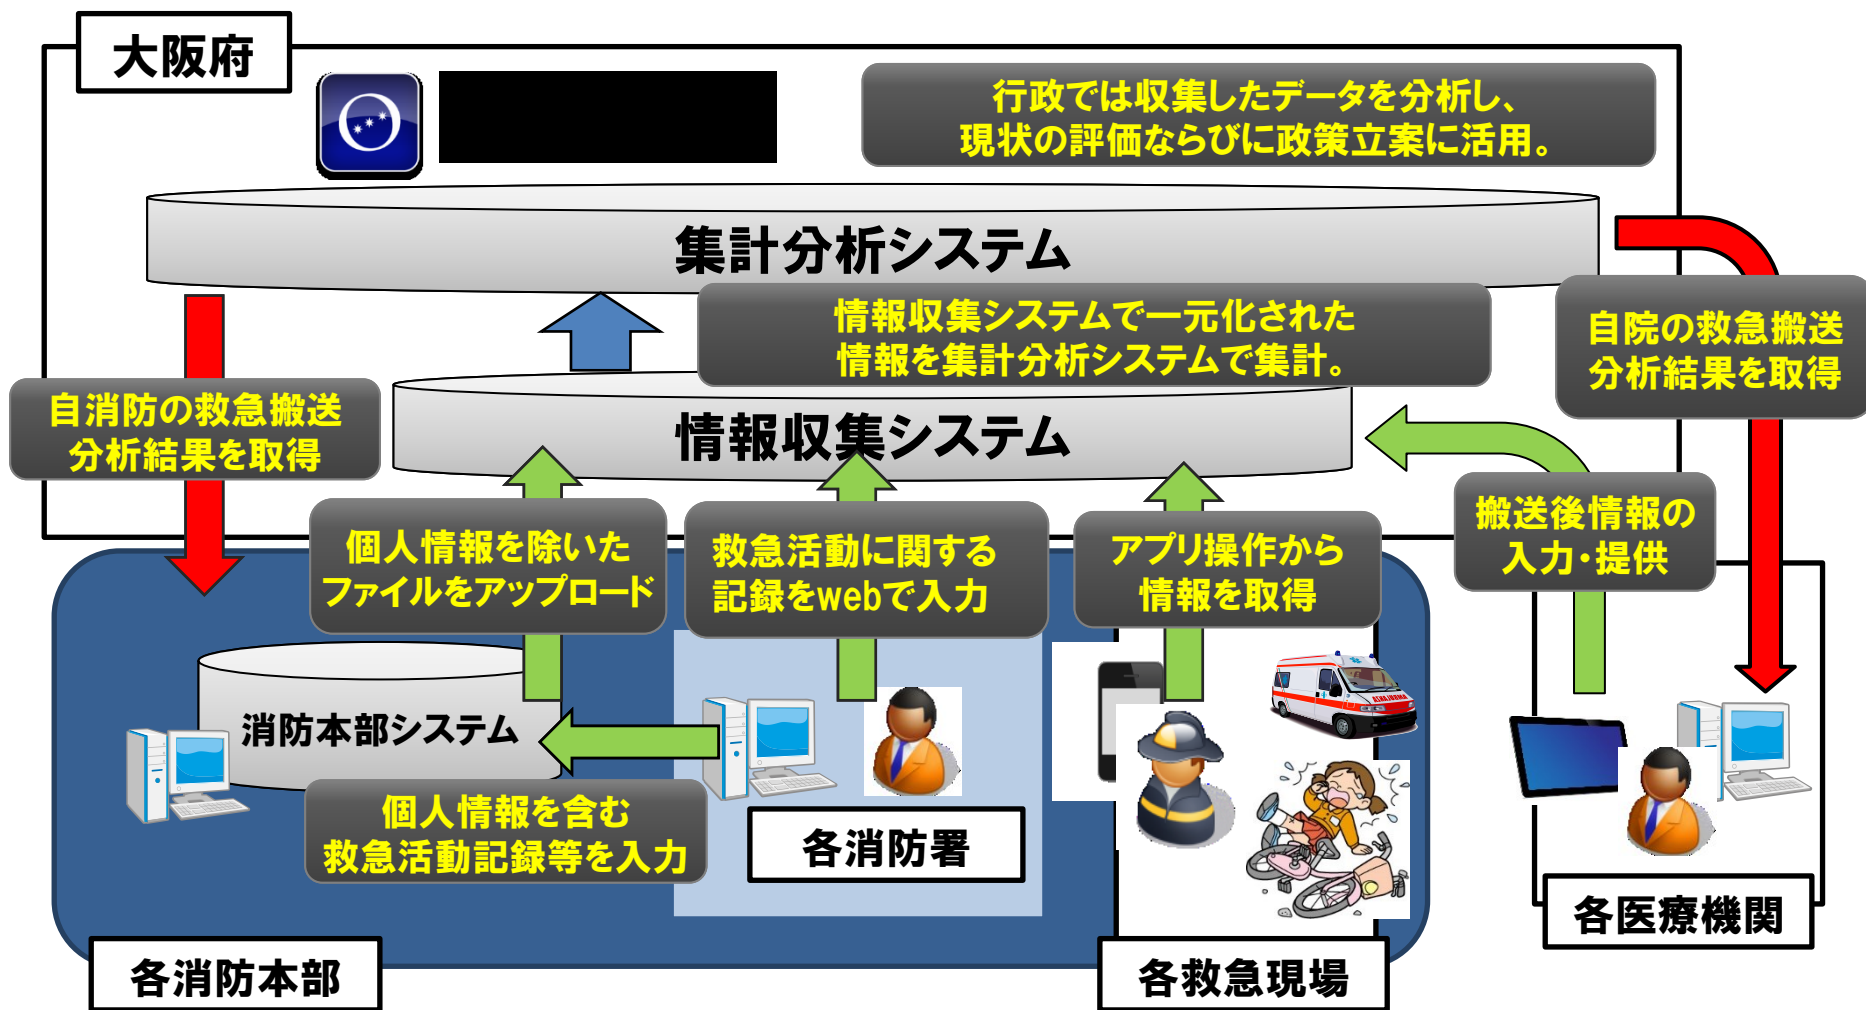 大阪府
行政では収集したデータを分析し、
現状の評価ならびに政策立案に活用。
集計分析システム
情報収集システムで一元化された
情報を集計分析システムで集計。
自院の救急搬送
分析結果を取得
自消防の救急搬送
分析結果を取得
情報収集システム
個人情報を除いた
ファイルをアップロード
救急活動に関する
記録をwebで入力
アプリ操作から
情報を取得
搬送後情報の
入力・提供
消防本部システム
個人情報を含む
救急活動記録等を入力
各消防署
各医療機関
各消防本部
各救急現場